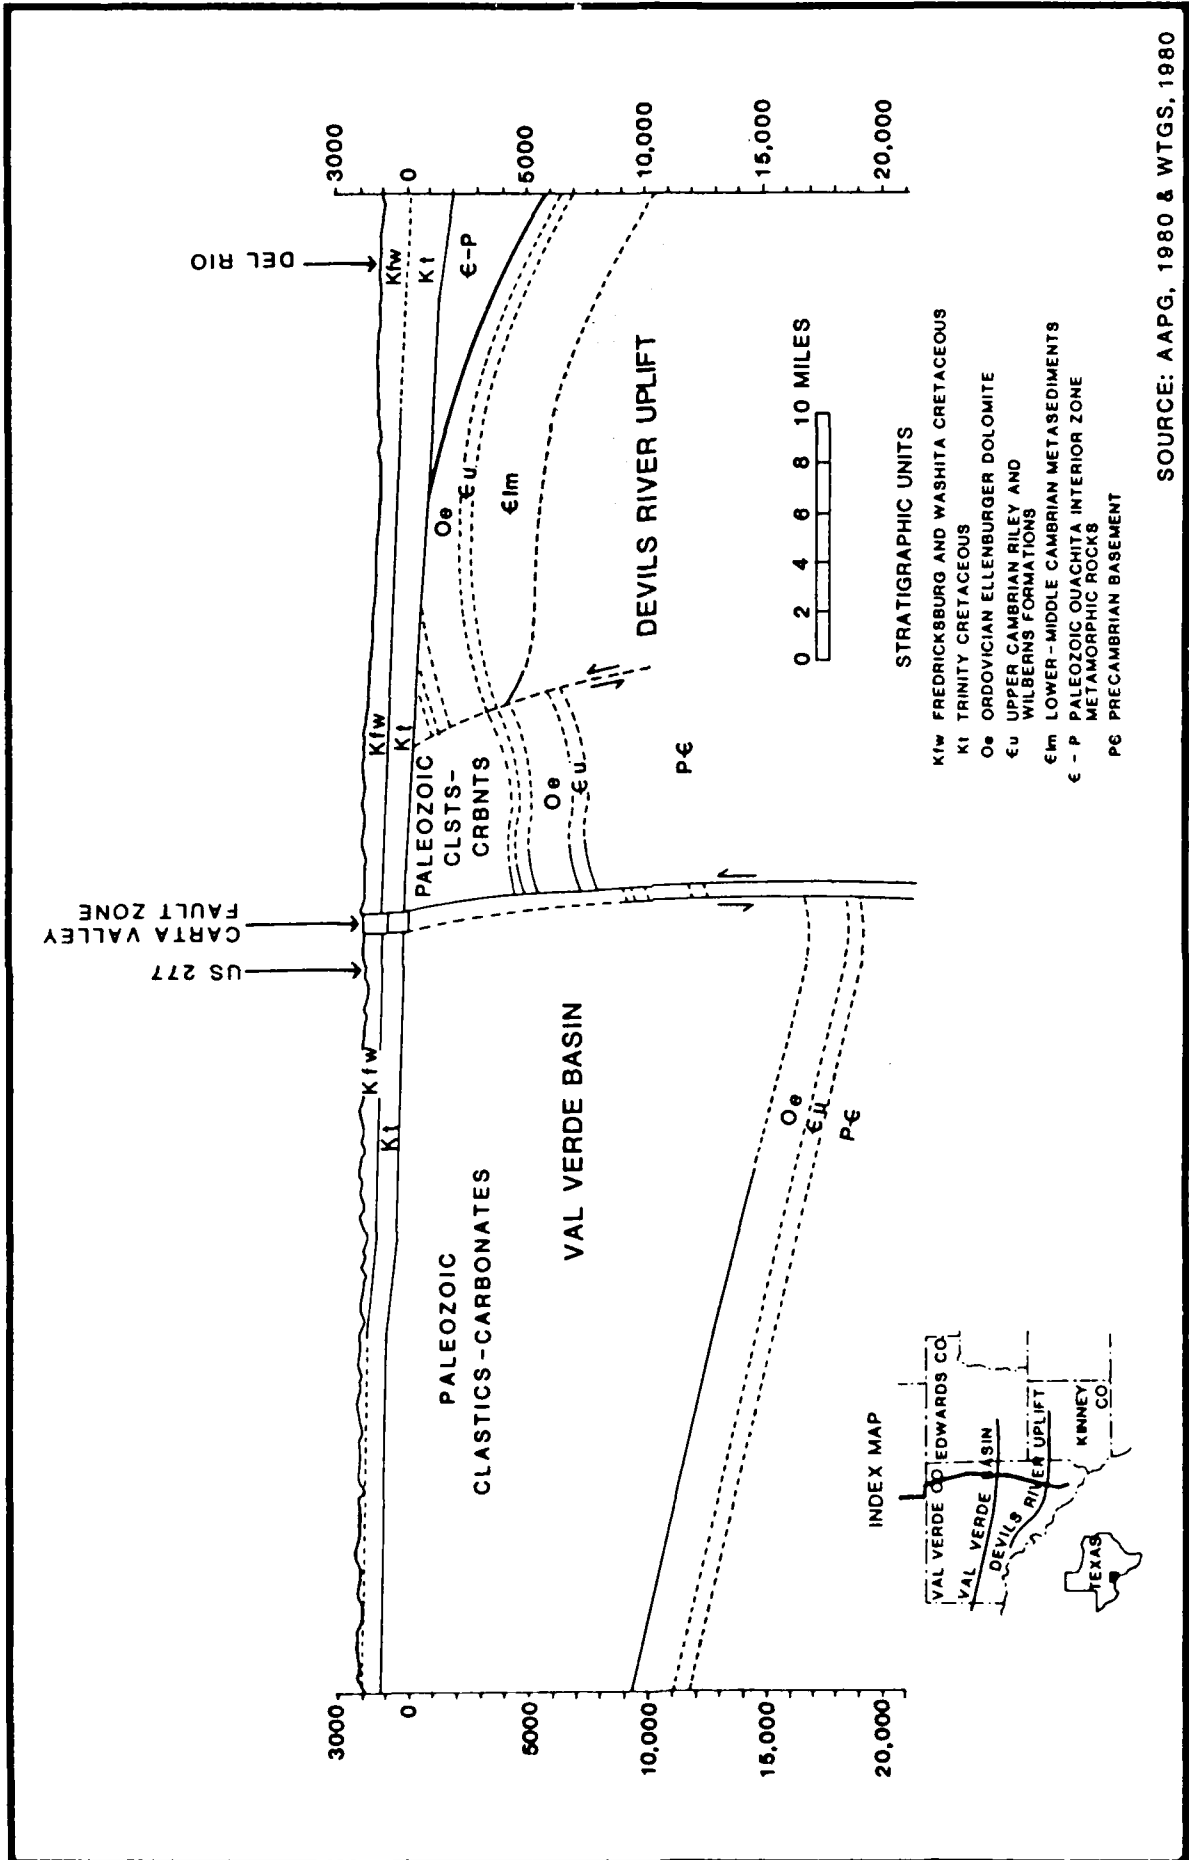 US 277
CARTA VALLEY
FAULT ZONE
DEL RIO
3000
0
5000
10,000
15,000
20,000
3000
0
5000
10,000
15,000
20,000
Kfw
Kt
Kfw
Kt
Kfw
Kt
Є-P
PALEOZOIC
CLASTICS-CARBONATES
VAL VERDE BASIN
PALEOZOIC
CLSTS-
CRBNTS
Oe
Єu
Oe
Єu
Єlm
Oe
Єu
PЄ
PЄ
DEVILS RIVER UPLIFT
0 2 4 6 8 10 MILES
INDEX MAP
VAL VERDE CO
EDWARDS CO
VAL VERDE BASIN
DEVILS RIVER UPLIFT
KINNEY
CO
TEXAS
STRATIGRAPHIC UNITS
Kfw FREDRICKSBURG AND WASHITA CRETACEOUS
Kt TRINITY CRETACEOUS
Oe ORDOVICIAN ELLENBURGER DOLOMITE
Єu UPPER CAMBRIAN RILEY AND
WILBERNS FORMATIONS
Єlm LOWER-MIDDLE CAMBRIAN METASEDIMENTS
Є - P PALEOZOIC OUACHITA INTERIOR ZONE
METAMORPHIC ROCKS
PЄ PRECAMBRIAN BASEMENT
SOURCE: AAPG, 1980 & WTGS, 1980